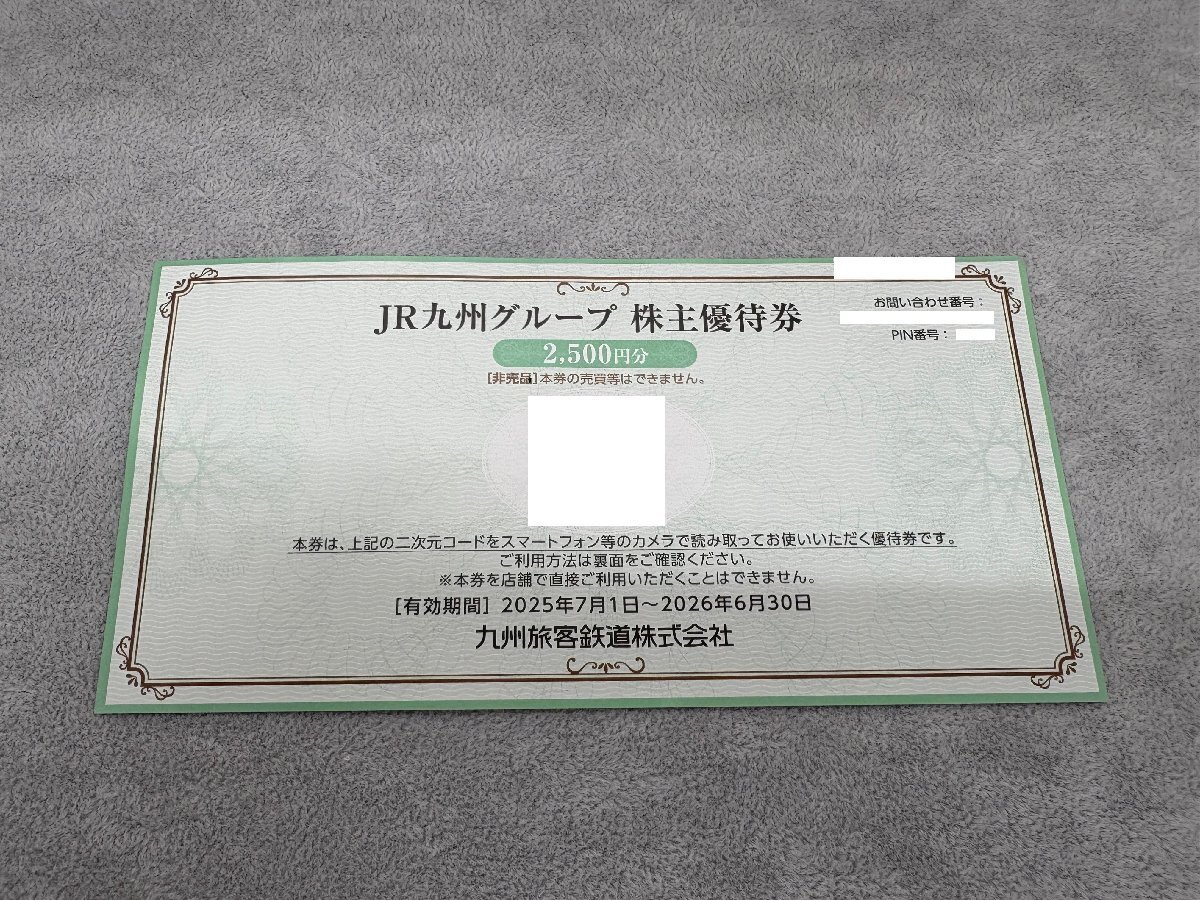 JR九州グループ 株主優待券
2,500円分
[非売品]本券の売買等はできません。
お問い合わせ番号：
PIN番号：
本券は、上記の二次元コードをスマートフォン等のカメラで読み取ってお使いいただく優待券です。
ご利用方法は裏面をご確認ください。
※本券を店舗で直接ご利用いただくことはできません。
［有効期間］2025年7月1日～2026年6月30日
九州旅客鉄道株式会社